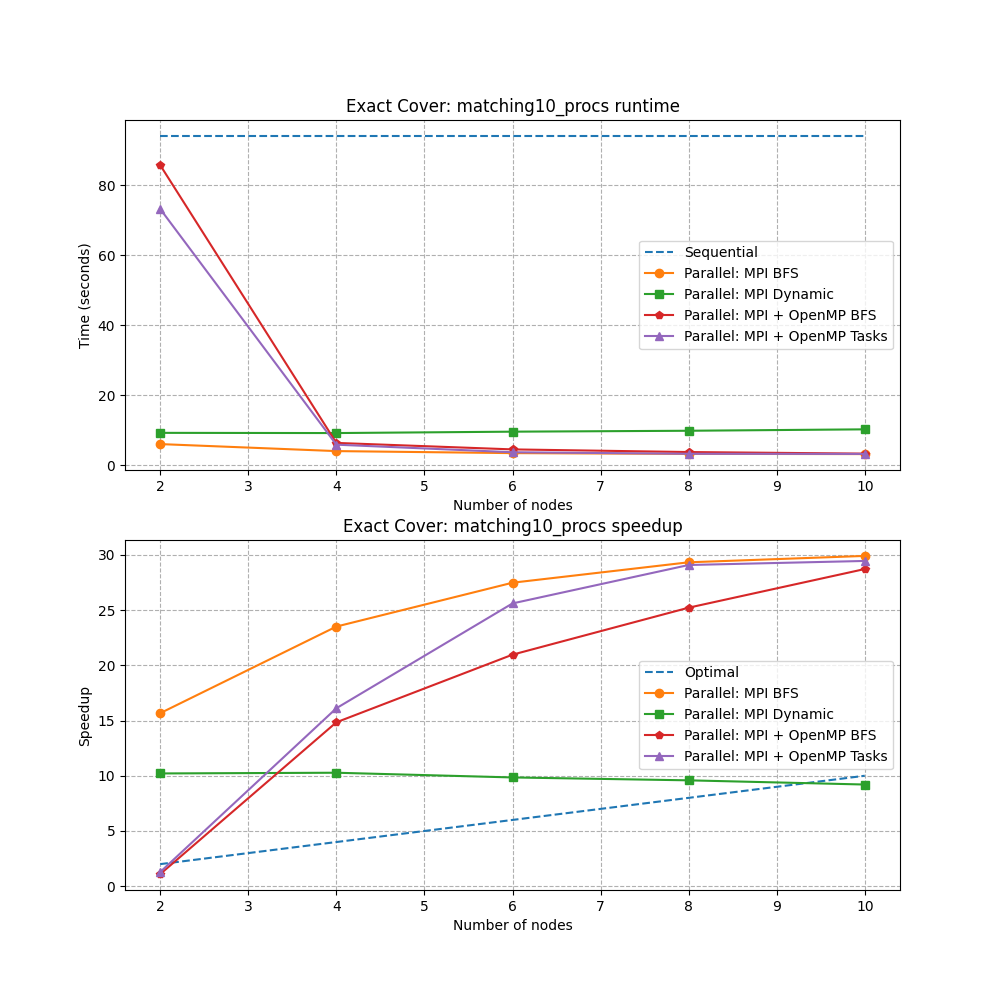 Exact Cover: matching10_procs runtime
Time (seconds)
80
60
40
20
0
Sequential
Parallel: MPI BFS
Parallel: MPI Dynamic
Parallel: MPI + OpenMP BFS
Parallel: MPI + OpenMP Tasks
2 3 4 5 6 7 8 9 10
Number of nodes
Exact Cover: matching10_procs speedup
Speedup
30
25
20
15
10
5
0
Optimal
Parallel: MPI BFS
Parallel: MPI Dynamic
Parallel: MPI + OpenMP BFS
Parallel: MPI + OpenMP Tasks
2 3 4 5 6 7 8 9 10
Number of nodes